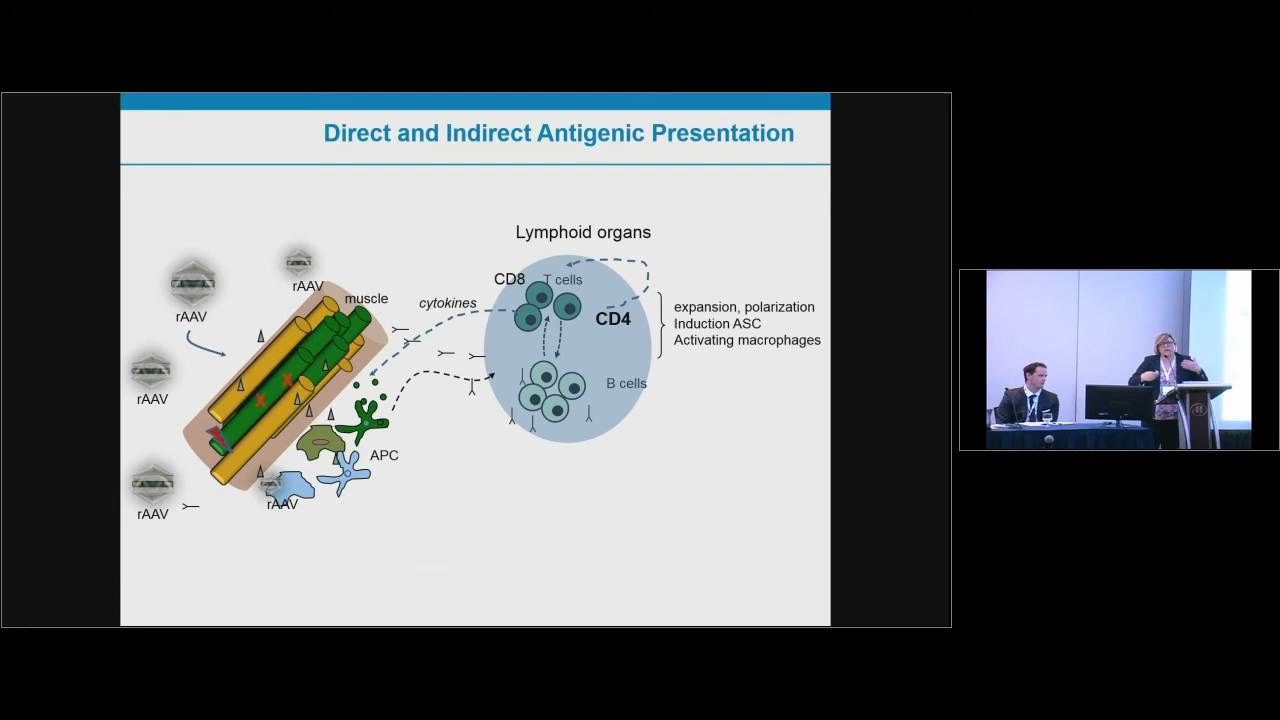 Direct and Indirect Antigenic Presentation
Lymphoid organs
rAAV
rAAV
muscle
cytokines
CD8
T cells
CD4
expansion, polarization
Induction ASC
Activating macrophages
rAAV
B cells
APC
rAAV
rAAV
X
X